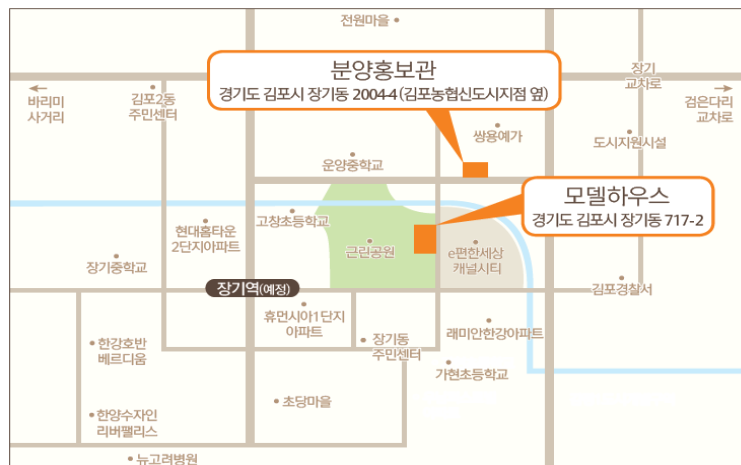 전원마을
분양홍보관
경기도 김포시 장기동 2004-4 (김포농협신도시지점 옆)
바리미
사거리
김포2동
주민센터
장기
교차로
검은다리
교차로
쌍용예가
도시지원시설
운양중학교
모델하우스
경기도 김포시 장기동 717-2
고창초등학교
현대홈타운
2단지아파트
근린공원
e편한세상
캐널시티
장기중학교
장기역(예정)
김포경찰서
휴먼시아1단지
아파트
래미안한강아파트
한강호반
베르디움
장기동
주민센터
가현초등학교
초당마을
한양수자인
리버팰리스
뉴고려병원